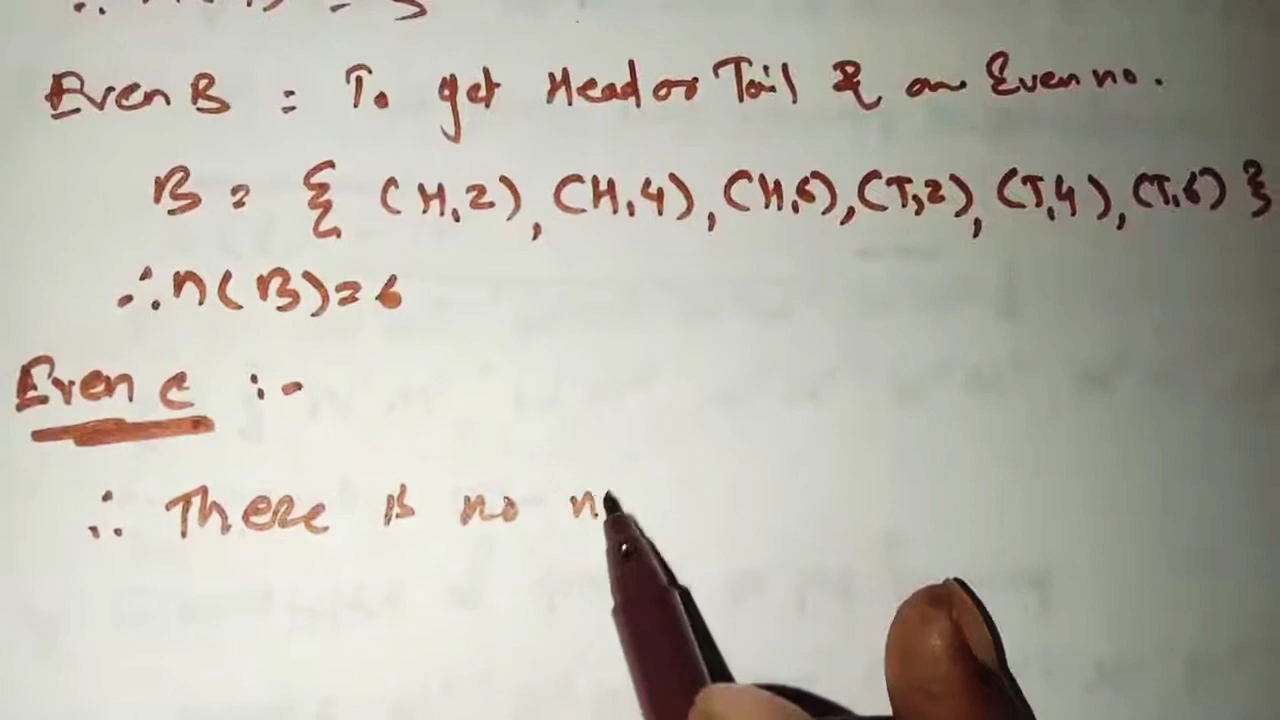 Even B : To get Head or Tail & an Even no.
B = { (H,2), (H,4), (H,6), (T,2), (T,4), (T,6) }
∴ n(B) = 6
Even C :-
∴ There is no n